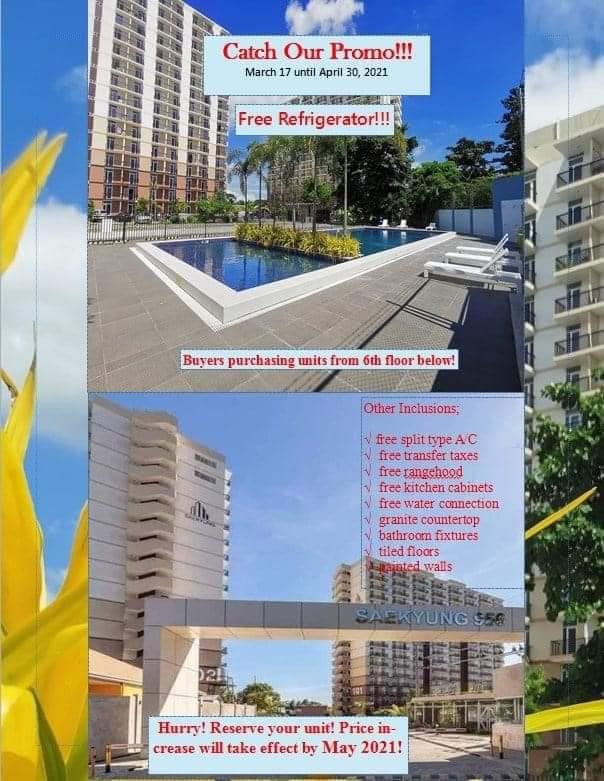 Catch Our Promo!!!
March 17 until April 30, 2021
Free Refrigerator!!!
Buyers purchasing units from 6th floor below!
Other Inclusions;
√ free split type A/C
√ free transfer taxes
√ free rangehood
√ free kitchen cabinets
√ free water connection
√ granite countertop
√ bathroom fixtures
√ tiled floors
√ painted walls
SAEKYUNG
SAEKYUNG 956
Hurry! Reserve your unit! Price in-
crease will take effect by May 2021!